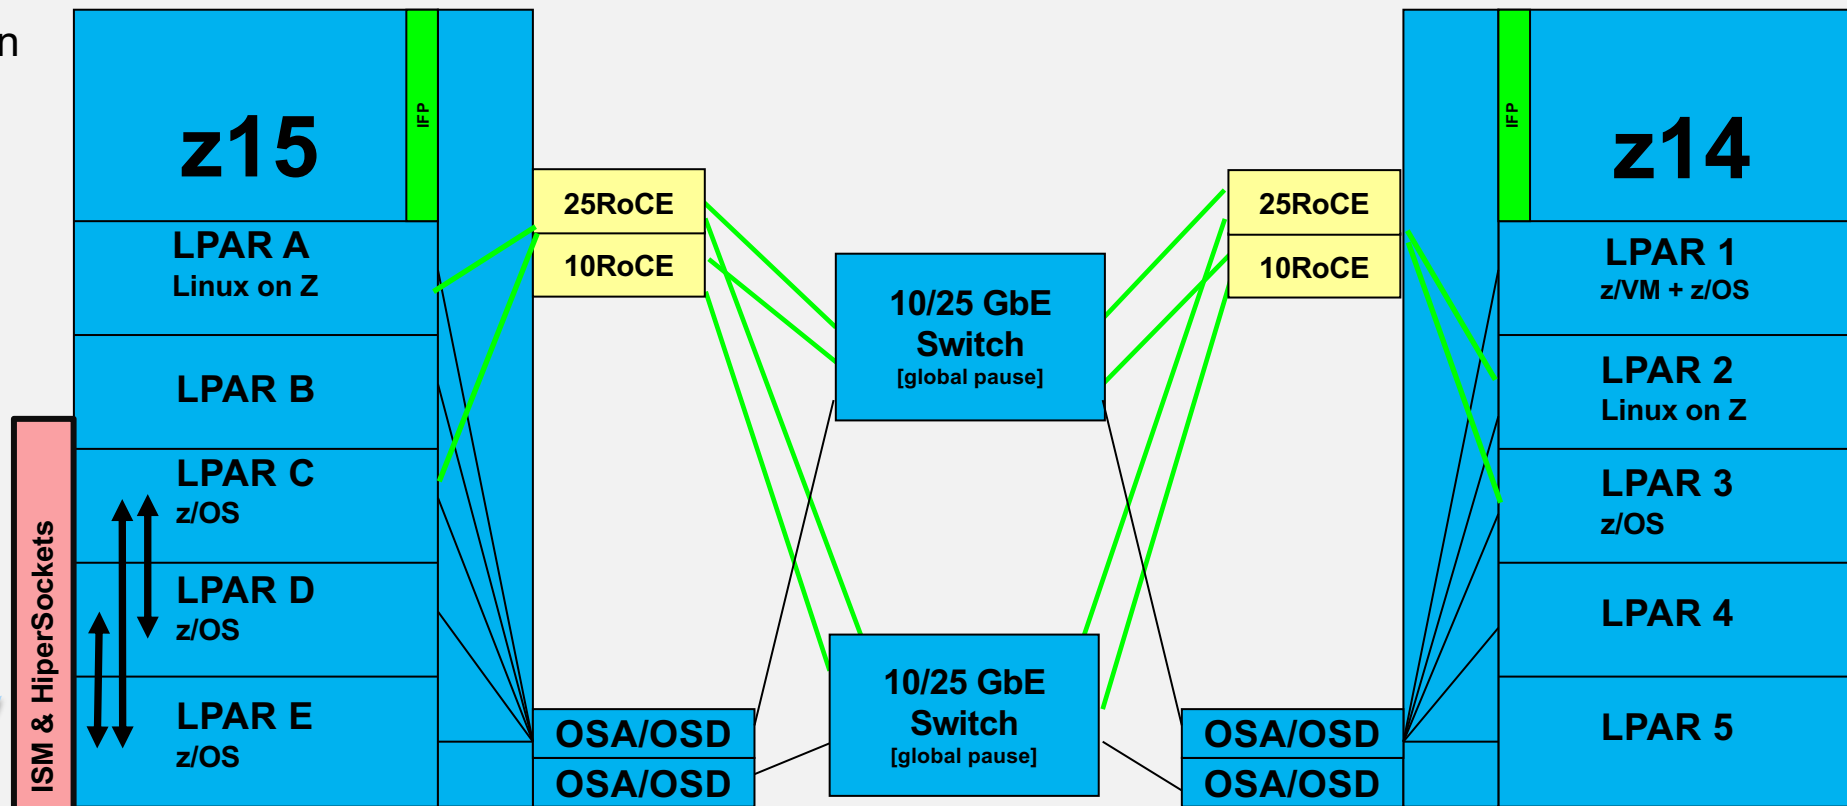 n
z15
IFP
LPAR A
Linux on Z
LPAR B
LPAR C
z/OS
LPAR D
z/OS
LPAR E
z/OS
ISM & HiperSockets
25RoCE
10RoCE
OSA/OSD
OSA/OSD
10/25 GbE
Switch
[global pause]
10/25 GbE
Switch
[global pause]
25RoCE
10RoCE
OSA/OSD
OSA/OSD
IFP
z14
LPAR 1
z/VM + z/OS
LPAR 2
Linux on Z
LPAR 3
z/OS
LPAR 4
LPAR 5